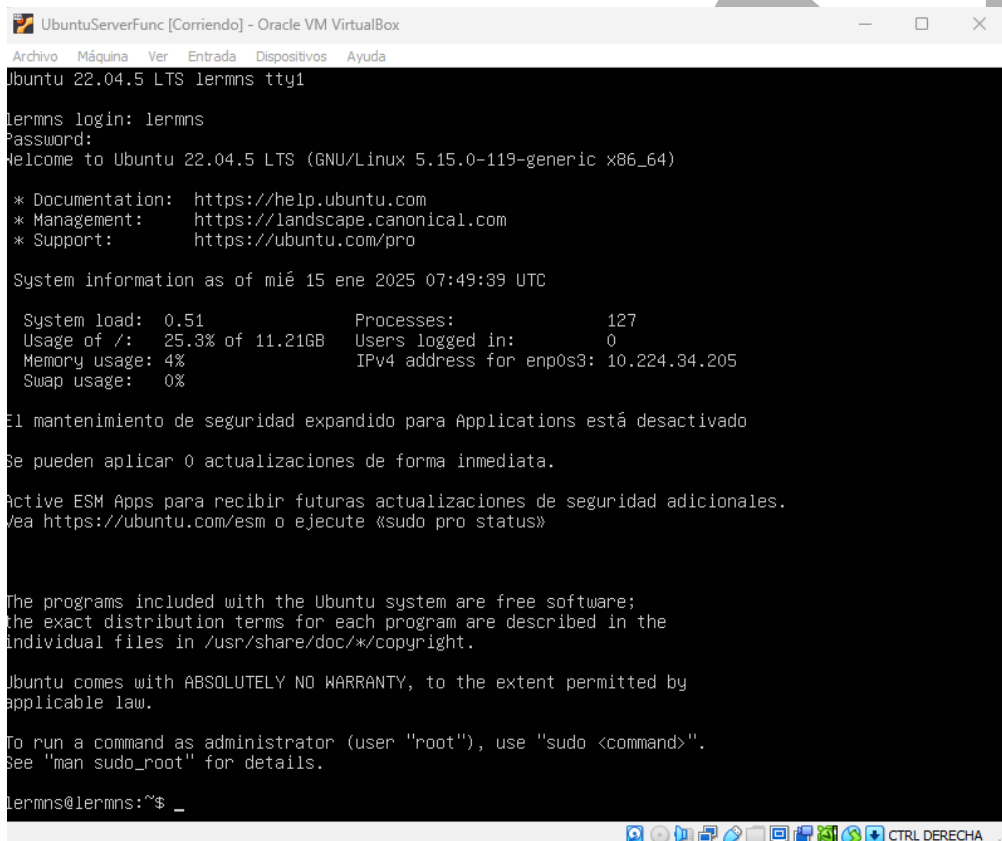 UbuntuServerFunc [Corriendo] - Oracle VM VirtualBox
Archivo Máquina Ver Entrada Dispositivos Ayuda
Ubuntu 22.04.5 LTS lermns tty1
lermns login: lermns
Password:
Welcome to Ubuntu 22.04.5 LTS (GNU/Linux 5.15.0-119-generic x86_64)
* Documentation: https://help.ubuntu.com
* Management: https://landscape.canonical.com
* Support: https://ubuntu.com/pro
System information as of mié 15 ene 2025 07:49:39 UTC
System load: 0.51 Processes: 127
Usage of /: 25.3% of 11.21GB Users logged in: 0
Memory usage: 4% IPv4 address for enp0s3: 10.224.34.205
Swap usage: 0%
El mantenimiento de seguridad expandido para Applications está desactivado
Se pueden aplicar 0 actualizaciones de forma inmediata.
Active ESM Apps para recibir futuras actualizaciones de seguridad adicionales.
Vea https://ubuntu.com/esm o ejecute «sudo pro status»
The programs included with the Ubuntu system are free software;
the exact distribution terms for each program are described in the
individual files in /usr/share/doc/*/copyright.
Ubuntu comes with ABSOLUTELY NO WARRANTY, to the extent permitted by
applicable law.
To run a command as administrator (user "root"), use "sudo <command>".
See "man sudo_root" for details.
lermns@lermns:~$ _
CTRL DERECHA